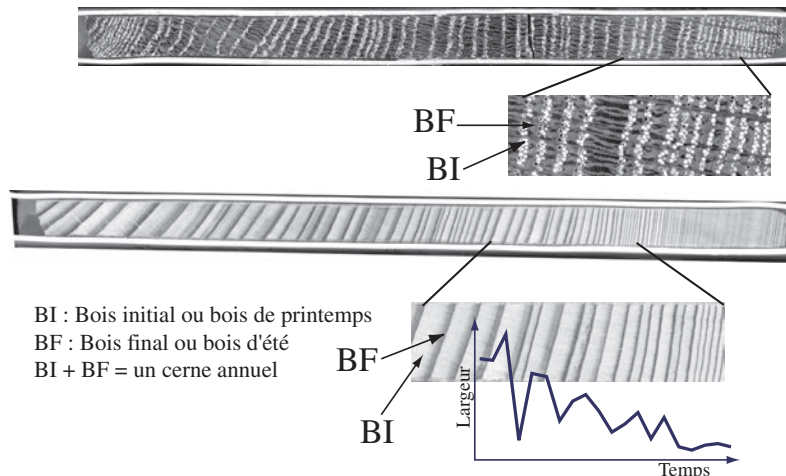 BF
BI
BI : Bois initial ou bois de printemps
BF : Bois final ou bois d'été
BI + BF = un cerne annuel
BF
BI
Largeur
Temps